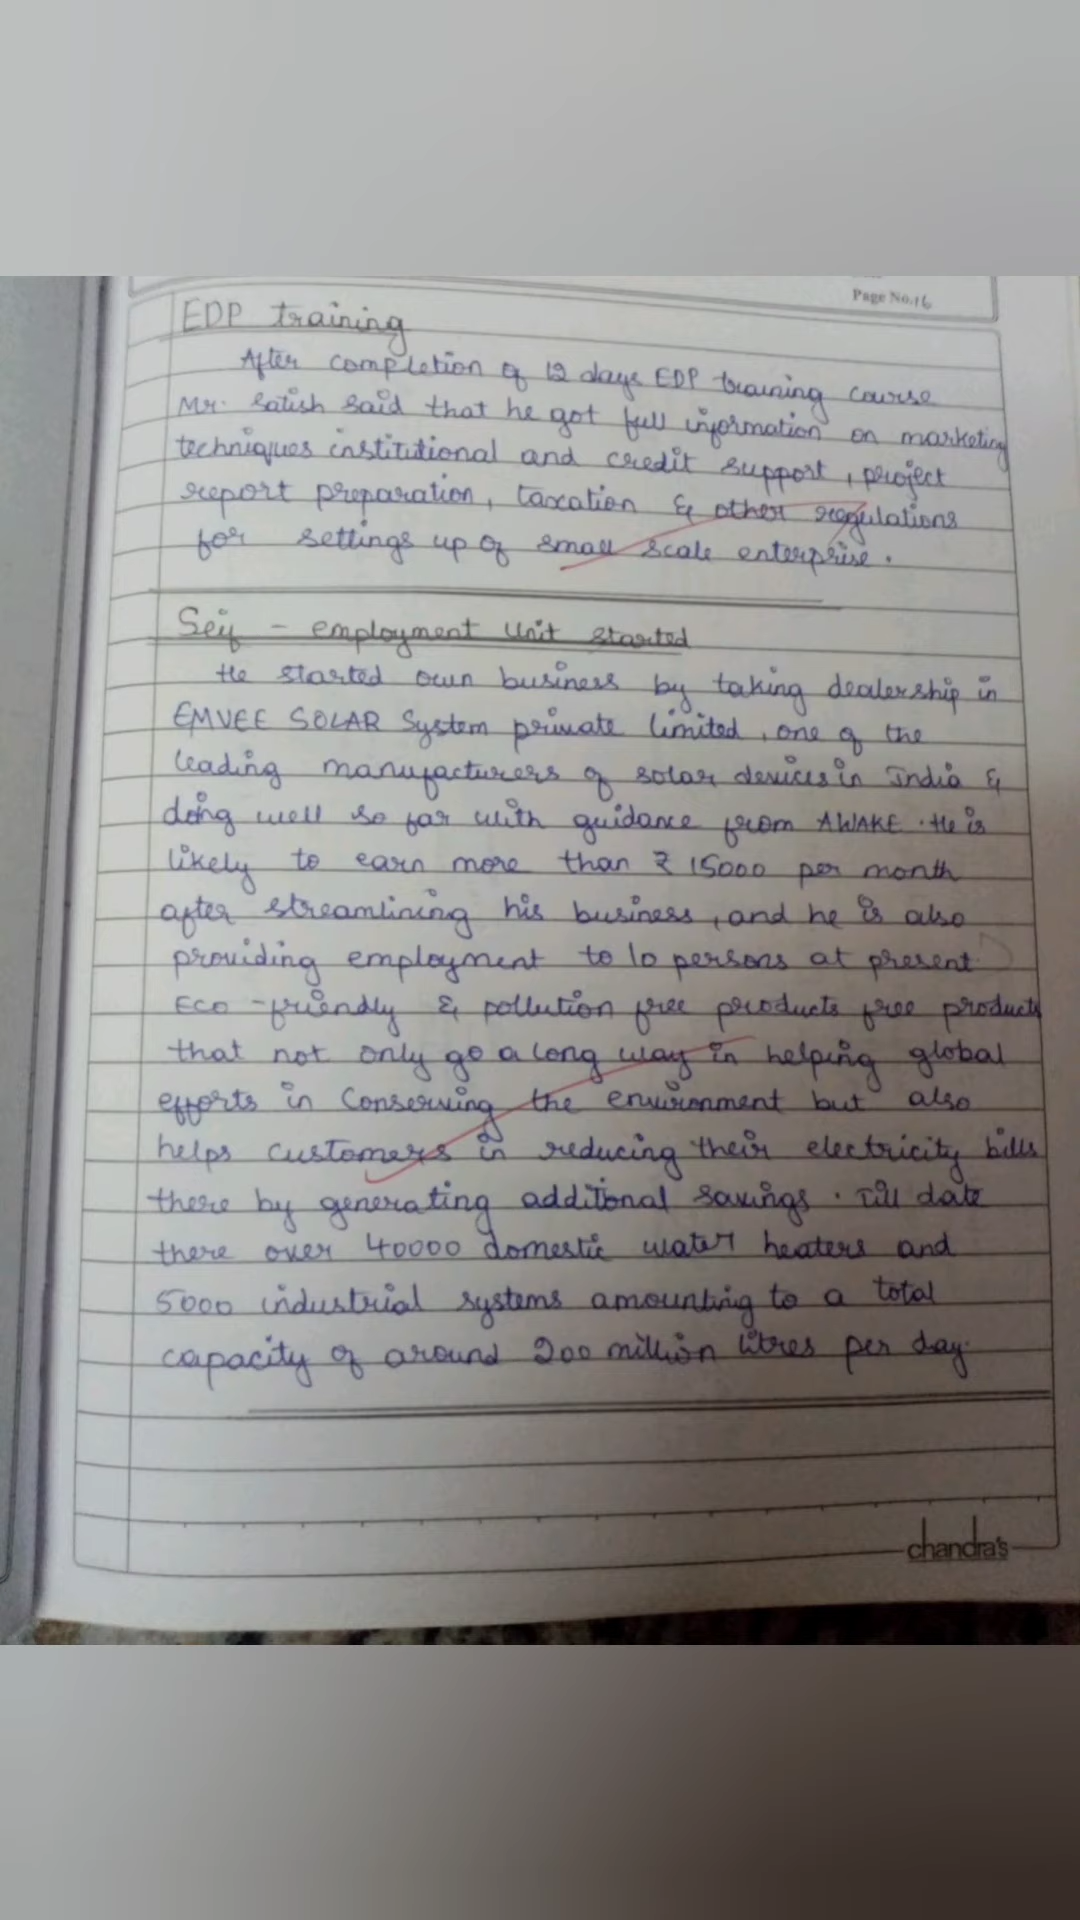 Page No.16
EDP training
After completion of 12 days EDP training course
Mr. Satish said that he got full information on marketing
techniques institutional and credit support, project
report preparation, taxation & other regulations
for settings up of small scale enterprise.
Self - employment Unit started
He started own business by taking dealership in
EMVEE SOLAR System private limited, one of the
leading manufacturers of solar devices in India &
doing well so far with guidance from AWAKE. He is
likely to earn more than ₹ 15000 per month
after streamlining his business, and he is also
providing employment to 10 persons at present
Eco-friendly & pollution free products free products
that not only go a long way in helping global
efforts in Conserving the environment but also
helps customers in reducing their electricity bills
there by generating additional savings. Till date
there over 40000 domestic water heaters and
5000 industrial systems amounting to a total
capacity of around 200 million litres per day.
chandra's